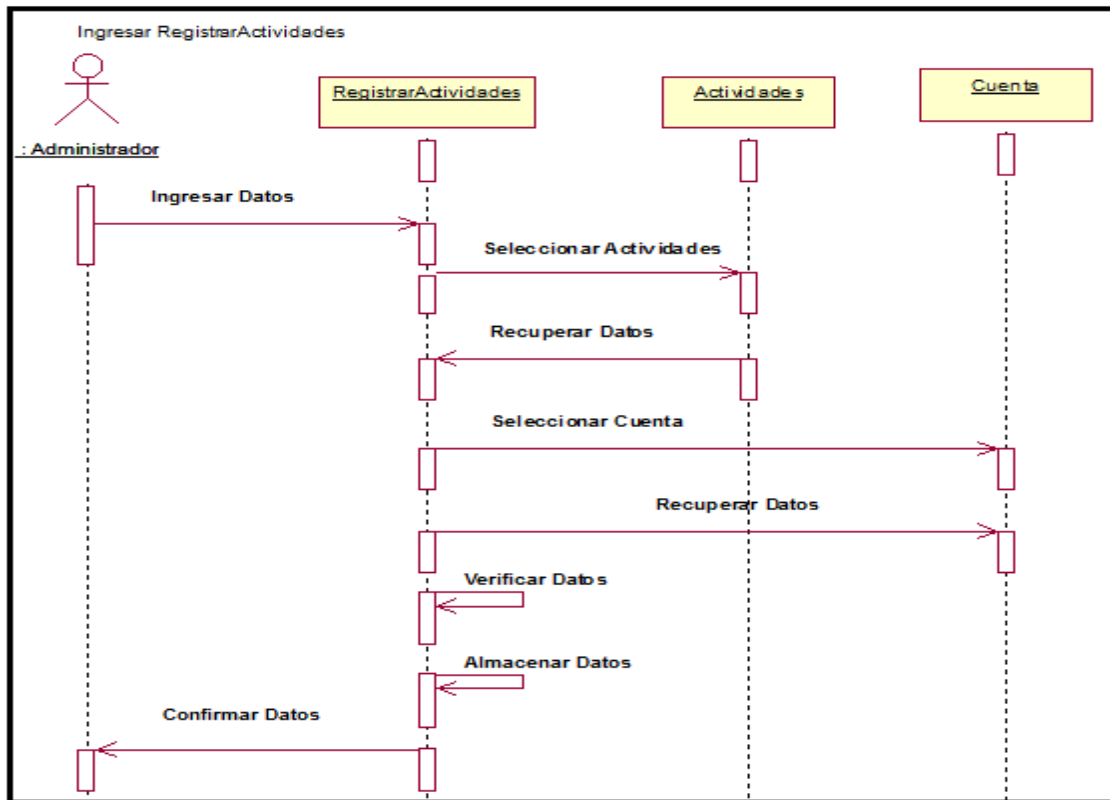 Ingresar RegistrarActividades
RegistrarActividades
Actividades
Cuenta
: Administrador
Ingresar Datos
Seleccionar Actividades
Recuperar Datos
Seleccionar Cuenta
Recuperar Datos
Verificar Datos
Almacenar Datos
Confirmar Datos